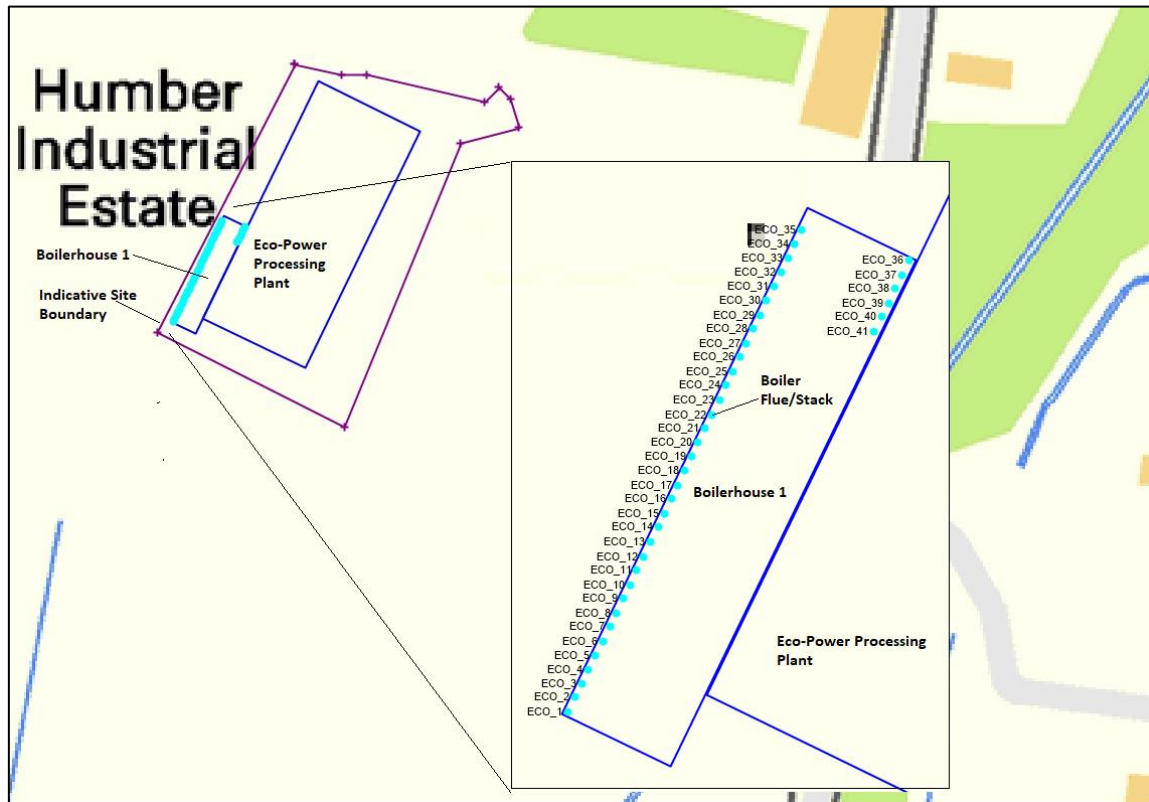 Humber
Industrial
Estate
Boilerhouse 1
Eco-Power
Processing
Plant
Indicative Site
Boundary
ECO_35
ECO_34
ECO_33
ECO_32
ECO_31
ECO_30
ECO_29
ECO_28
ECO_27
ECO_26
ECO_25
ECO_24
ECO_23
ECO_22
ECO_21
ECO_20
ECO_19
ECO_18
ECO_17
ECO_16
ECO_15
ECO_14
ECO_13
ECO_12
ECO_11
ECO_10
ECO_9
ECO_8
ECO_7
ECO_6
ECO_5
ECO_4
ECO_3
ECO_2
ECO_1
ECO_36
ECO_37
ECO_38
ECO_39
ECO_40
ECO_41
Boiler
Flue/Stack
Boilerhouse 1
Eco-Power Processing
Plant